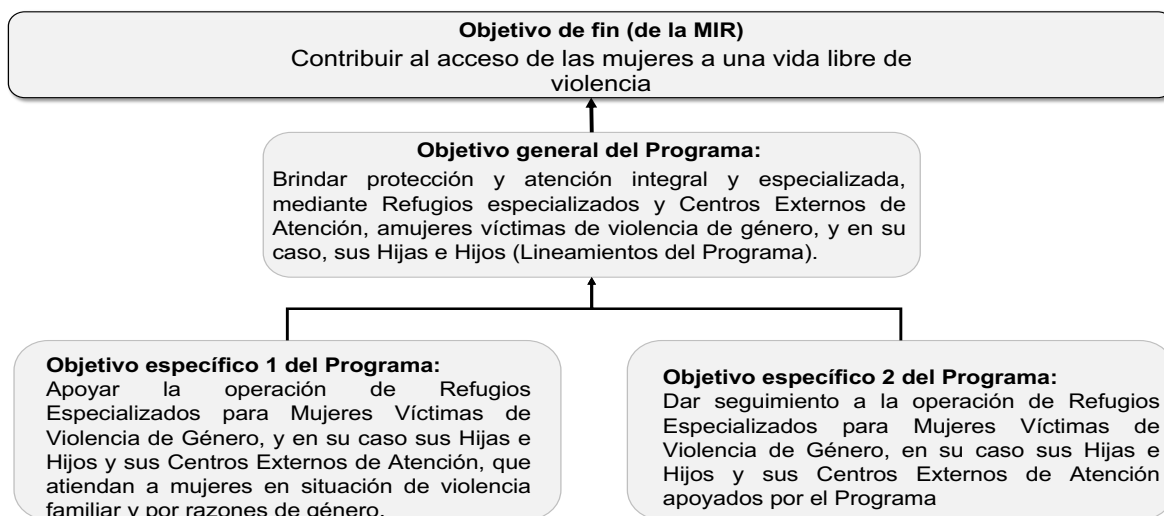 Objetivo de fin (de la MIR)
Contribuir al acceso de las mujeres a una vida libre de
violencia
Objetivo general del Programa:
Brindar protección y atención integral y especializada,
mediante Refugios especializados y Centros Externos de
Atención, amujeres víctimas de violencia de género, y en su
caso, sus Hijas e Hijos (Lineamientos del Programa).
Objetivo específico 1 del Programa:
Apoyar la operación de Refugios
Especializados para Mujeres Víctimas de
Violencia de Género, y en su caso sus Hijas e
Hijos y sus Centros Externos de Atención, que
atiendan a mujeres en situación de violencia
familiar y por razones de género.
Objetivo específico 2 del Programa:
Dar seguimiento a la operación de Refugios
Especializados para Mujeres Víctimas de
Violencia de Género, en su caso sus Hijas e
Hijos y sus Centros Externos de Atención
apoyados por el Programa